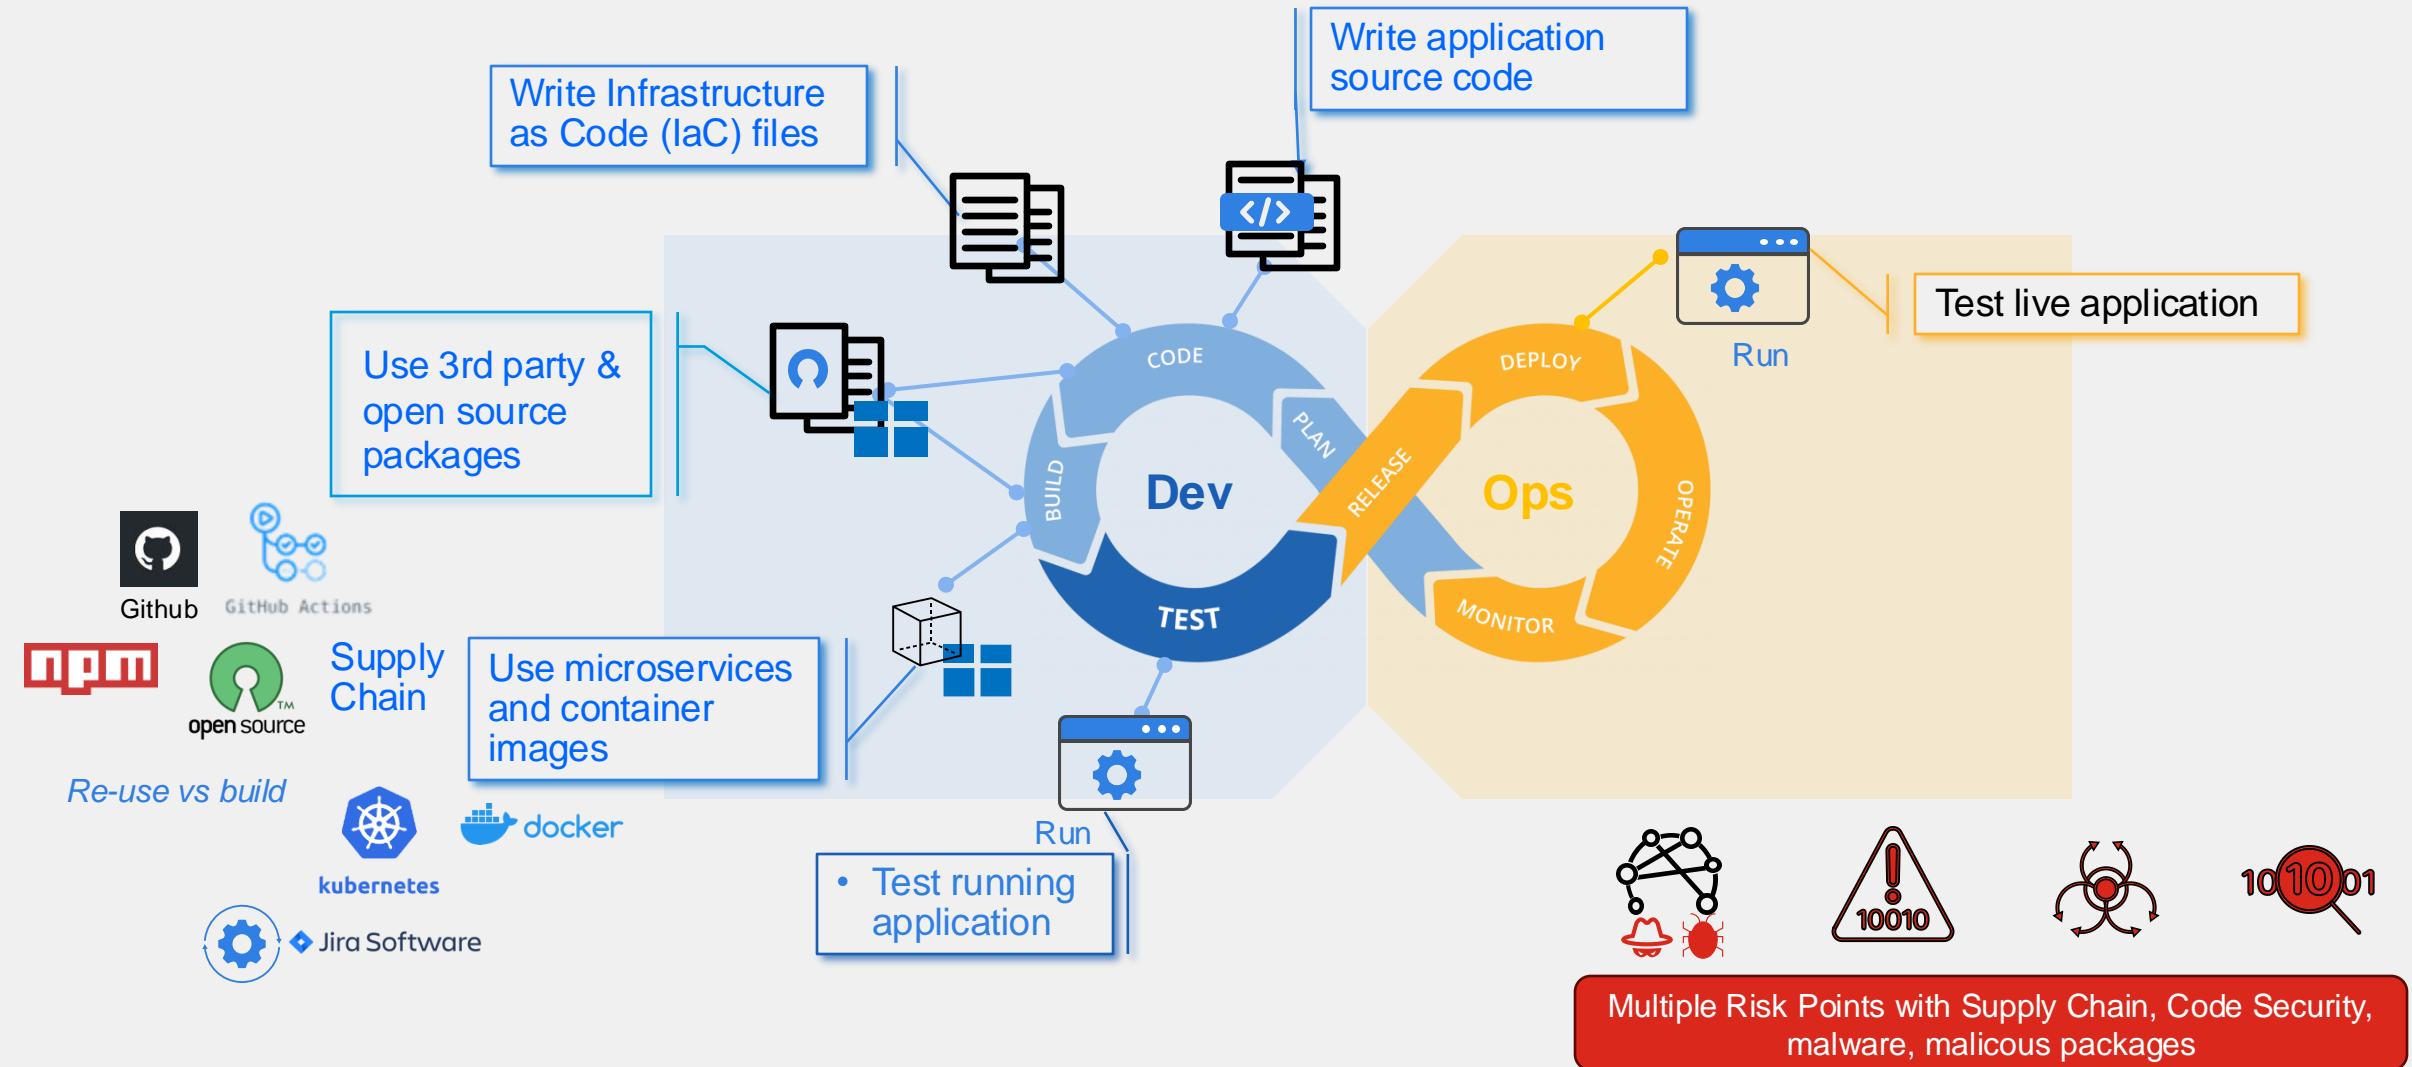 Write application
source code
Write Infrastructure
as Code (IaC) files
</>
Use 3rd party &
open source
packages
CODE
PLAN
BUILD
Dev
TEST
RELEASE
DEPLOY
Ops
OPERATE
MONITOR
Run
Test live application
Github
GitHub Actions
npm
open source
TM
Supply
Chain
Use microservices
and container
images
Re-use vs build
kubernetes
docker
Jira Software
Run
• Test running
application
10010
101001
Multiple Risk Points with Supply Chain, Code Security,
malware, malicous packages